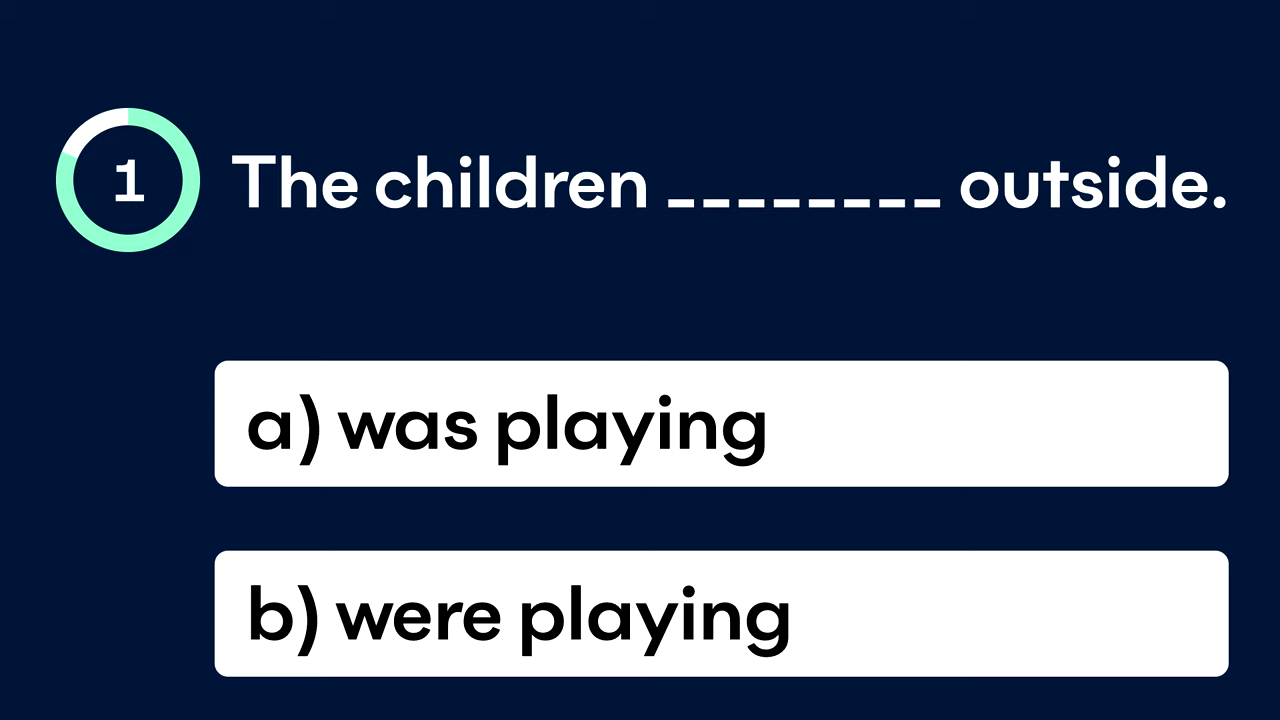 1 The children ________ outside.
a) was playing
b) were playing